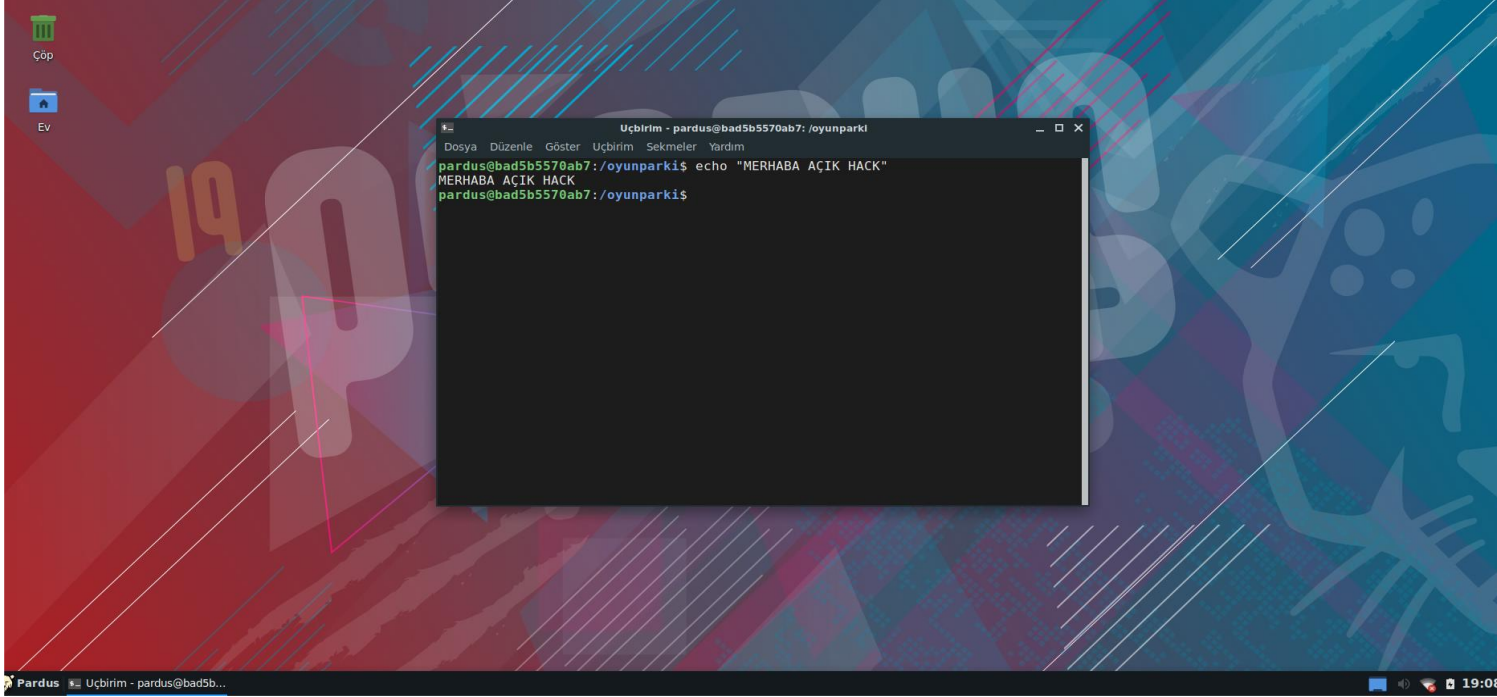 Çöp
Ev
19
Uçbirim - pardus@bad5b5570ab7: /oyunparki
Dosya Düzenle Göster Uçbirim Sekmeler Yardım
pardus@bad5b5570ab7:/oyunparki$ echo "MERHABA AÇIK HACK"
MERHABA AÇIK HACK
pardus@bad5b5570ab7:/oyunparki$
Pardus Uçbirim - pardus@bad5b... 19:08